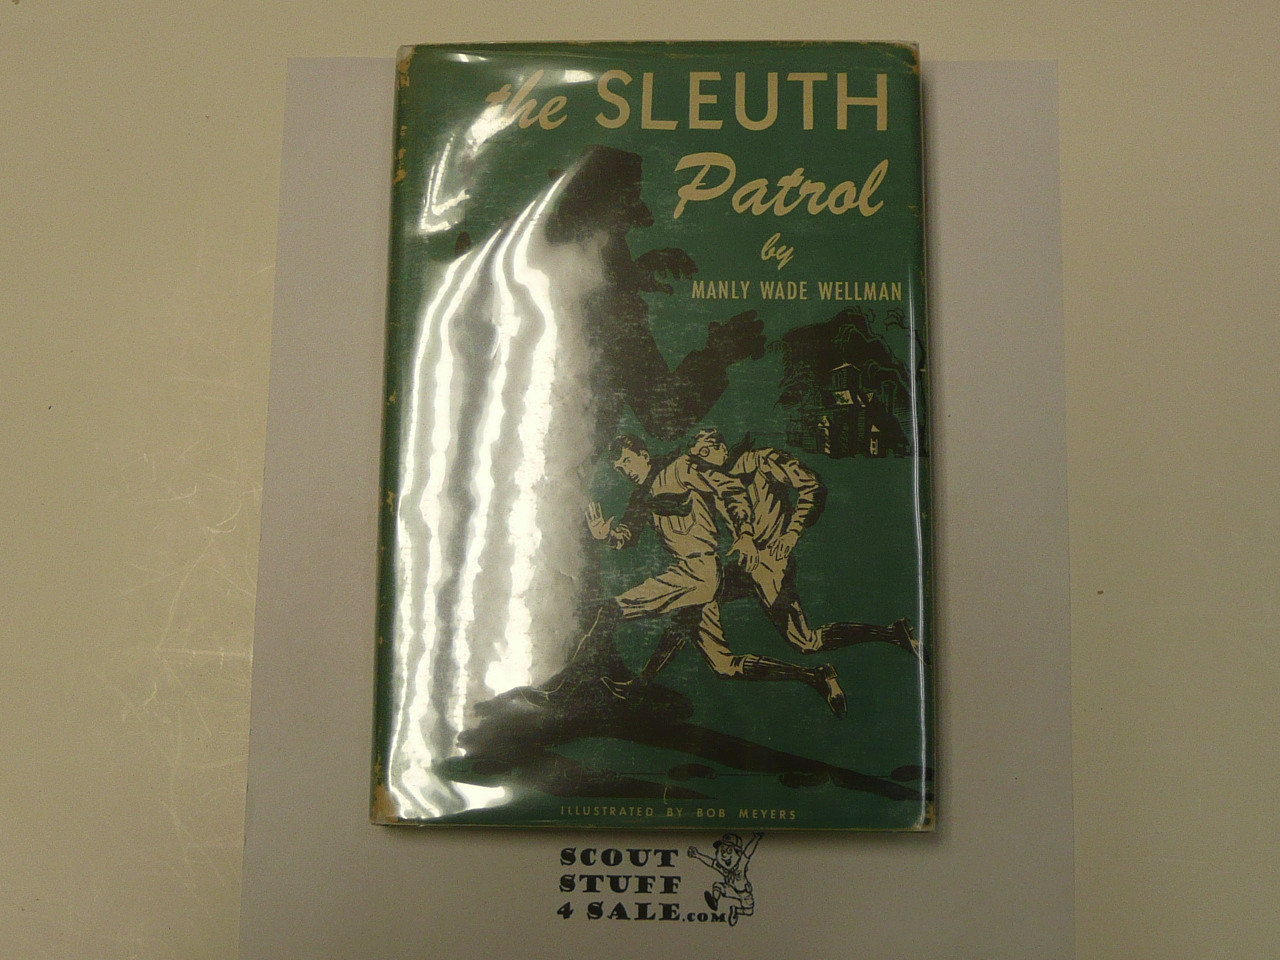 the SLEUTH
Patrol
by
MANLY WADE WELLMAN
ILLUSTRATED BY BOB MEYERS
SCOUT
STUFF
4 SALE.COM